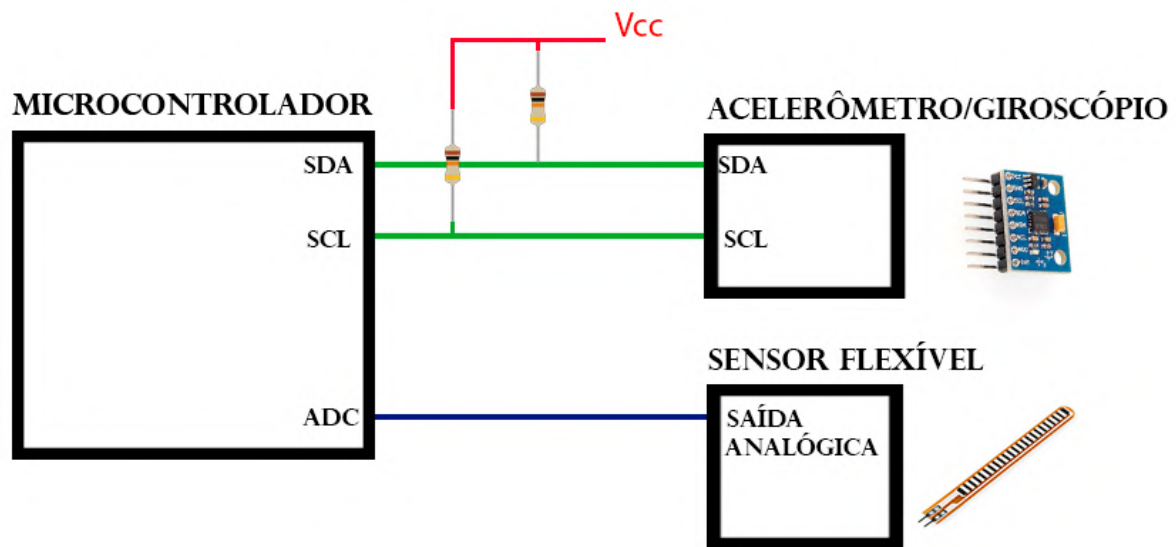 Vcc
MICROCONTROLADOR
ACELERÔMETRO/GIROSCÓPIO
SDA
SDA
SCL
SCL
SENSOR FLEXÍVEL
ADC
SAÍDA
ANALÓGICA